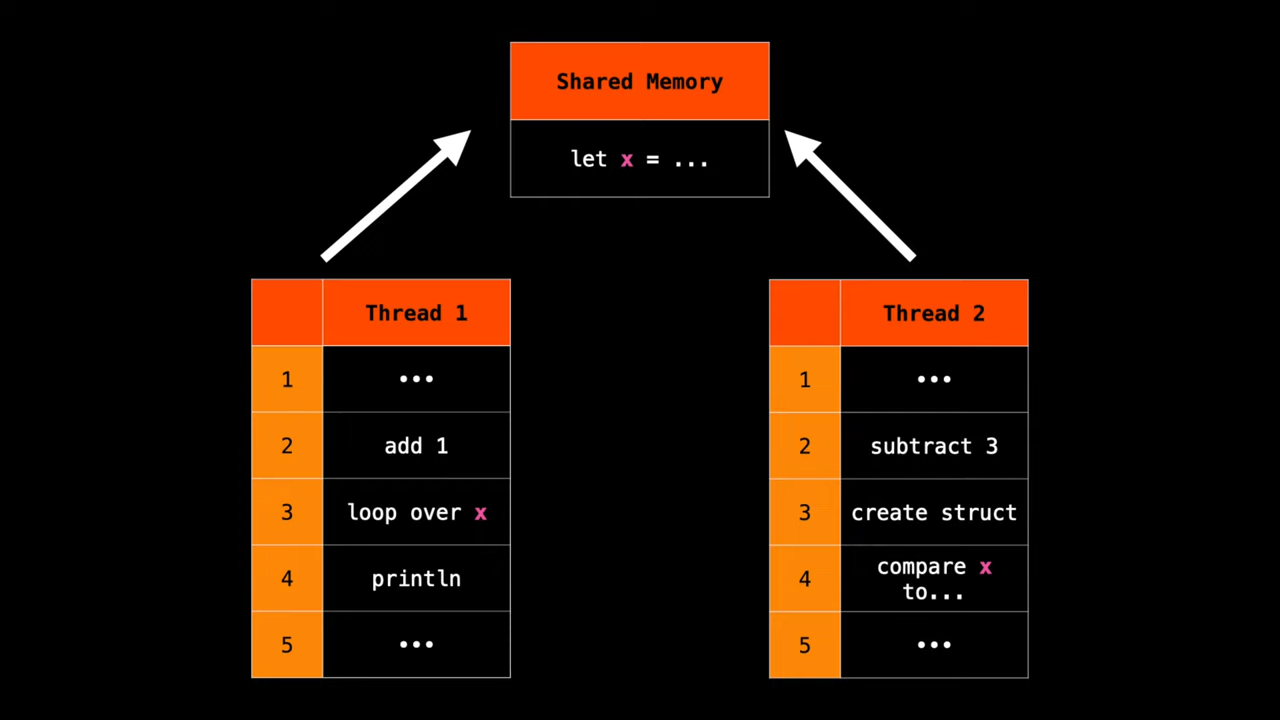 Shared Memory
let x = ...
Thread 1
1 •••
2 add 1
3 loop over x
4 println
5 •••
Thread 2
1 •••
2 subtract 3
3 create struct
4 compare x
to...
5 •••